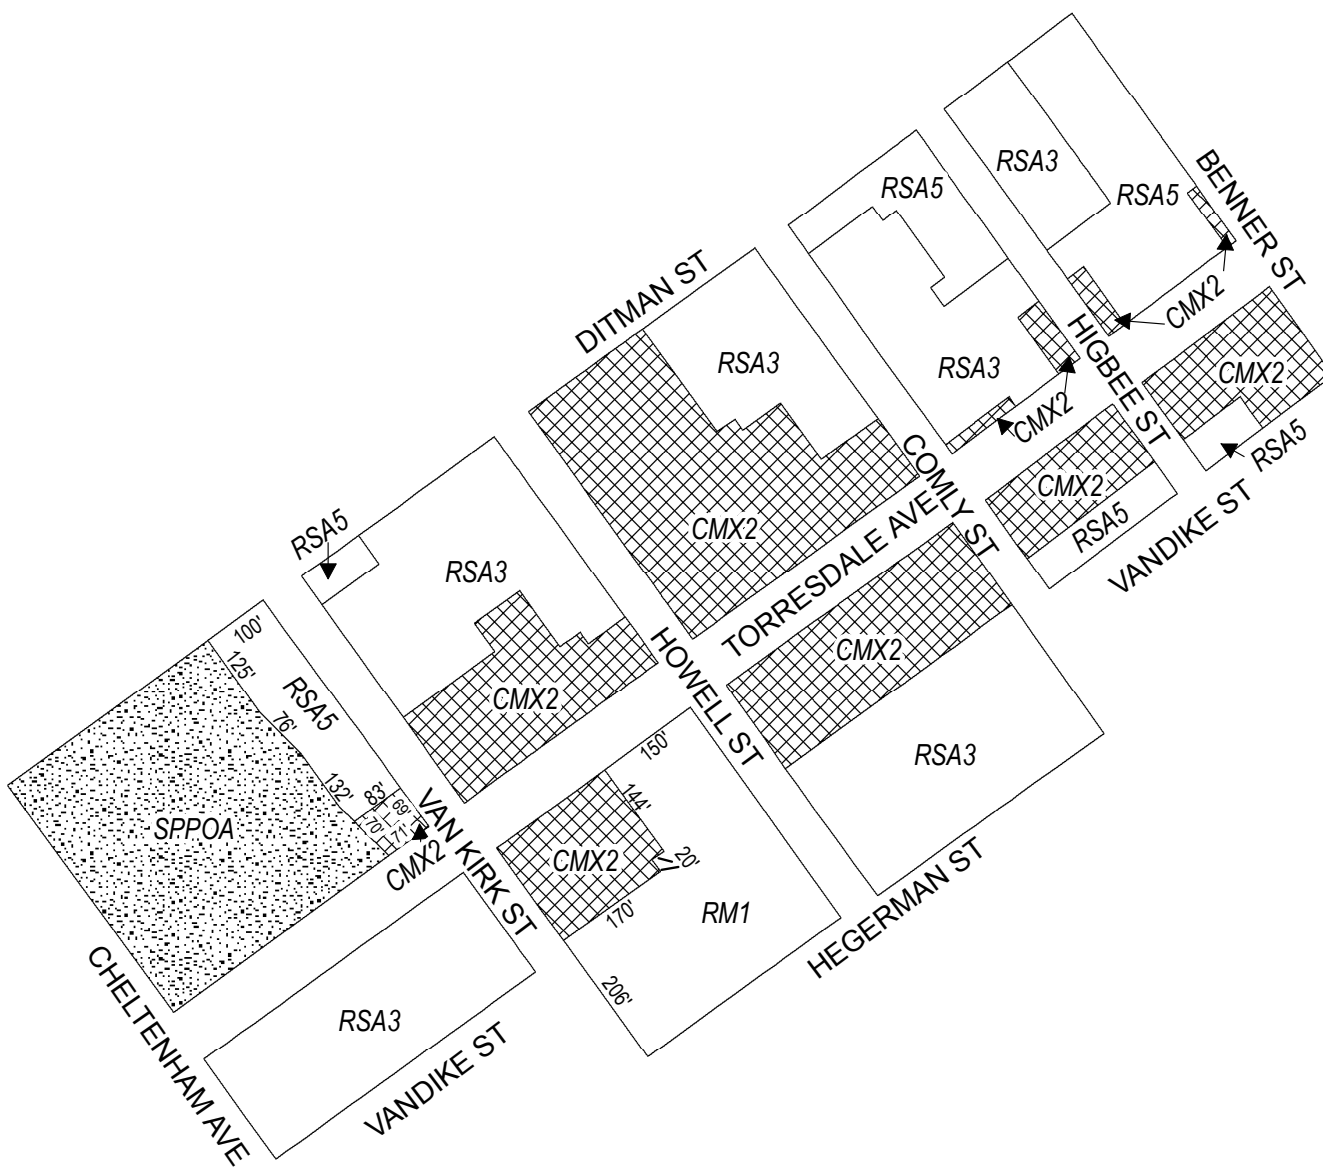 BENNER ST
RSA3
RSA5
RSA5
DITMAN ST
CMX2
HIGBEE ST
RSA3
RSA3
CMX2
CMX2
CMX2
RSA5
COMLY ST
CMX2
RSA5
VANDIKE ST
TORRESDALE AVE
CMX2
RSA5
RSA3
CMX2
HOWELL ST
CMX2
RSA3
100'
125'
RSA5
76'
132'
83'
69'
70'
71'
SPPOA
CMX2
VAN KIRK ST
150'
144'
20'
CMX2
170'
RM1
206'
HEGERMAN ST
CHELTENHAM AVE
RSA3
VANDIKE ST